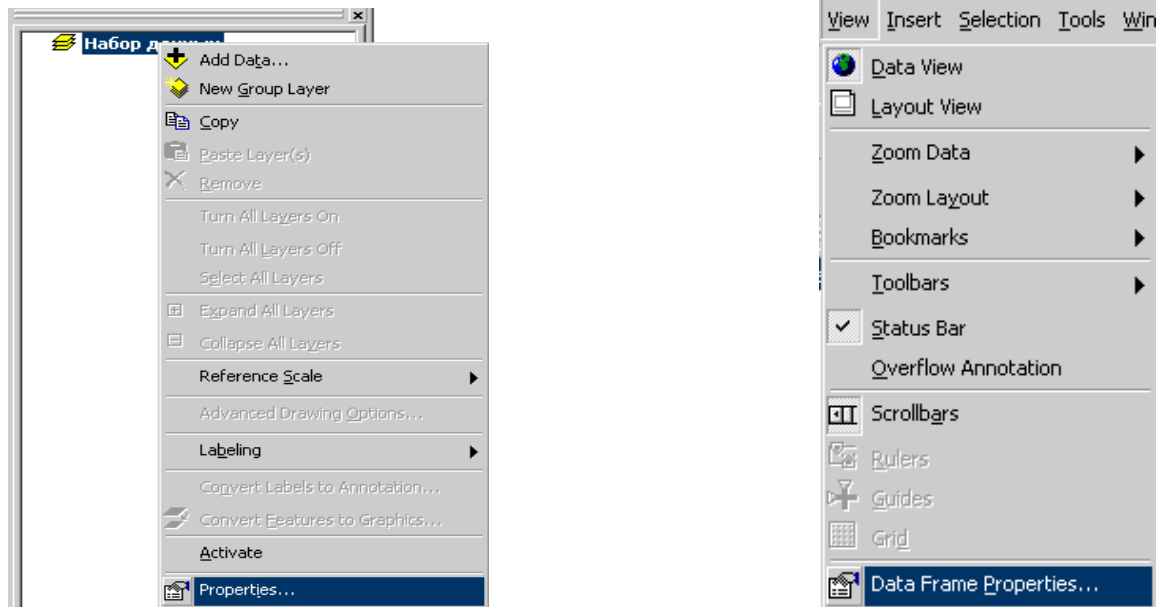 Набор данных
Add Data...
New Group Layer
Copy
Paste Layer(s)
Remove
Turn All Layers On
Turn All Layers Off
Select All Layers
Expand All Layers
Collapse All Layers
Reference Scale
Advanced Drawing Options...
Labeling
Convert Labels to Annotation...
Convert Features to Graphics...
Activate
Properties...
View Insert Selection Tools Win
Data View
Layout View
Zoom Data
Zoom Layout
Bookmarks
Toolbars
Status Bar
Overflow Annotation
Scrollbars
Rulers
Guides
Grid
Data Frame Properties...